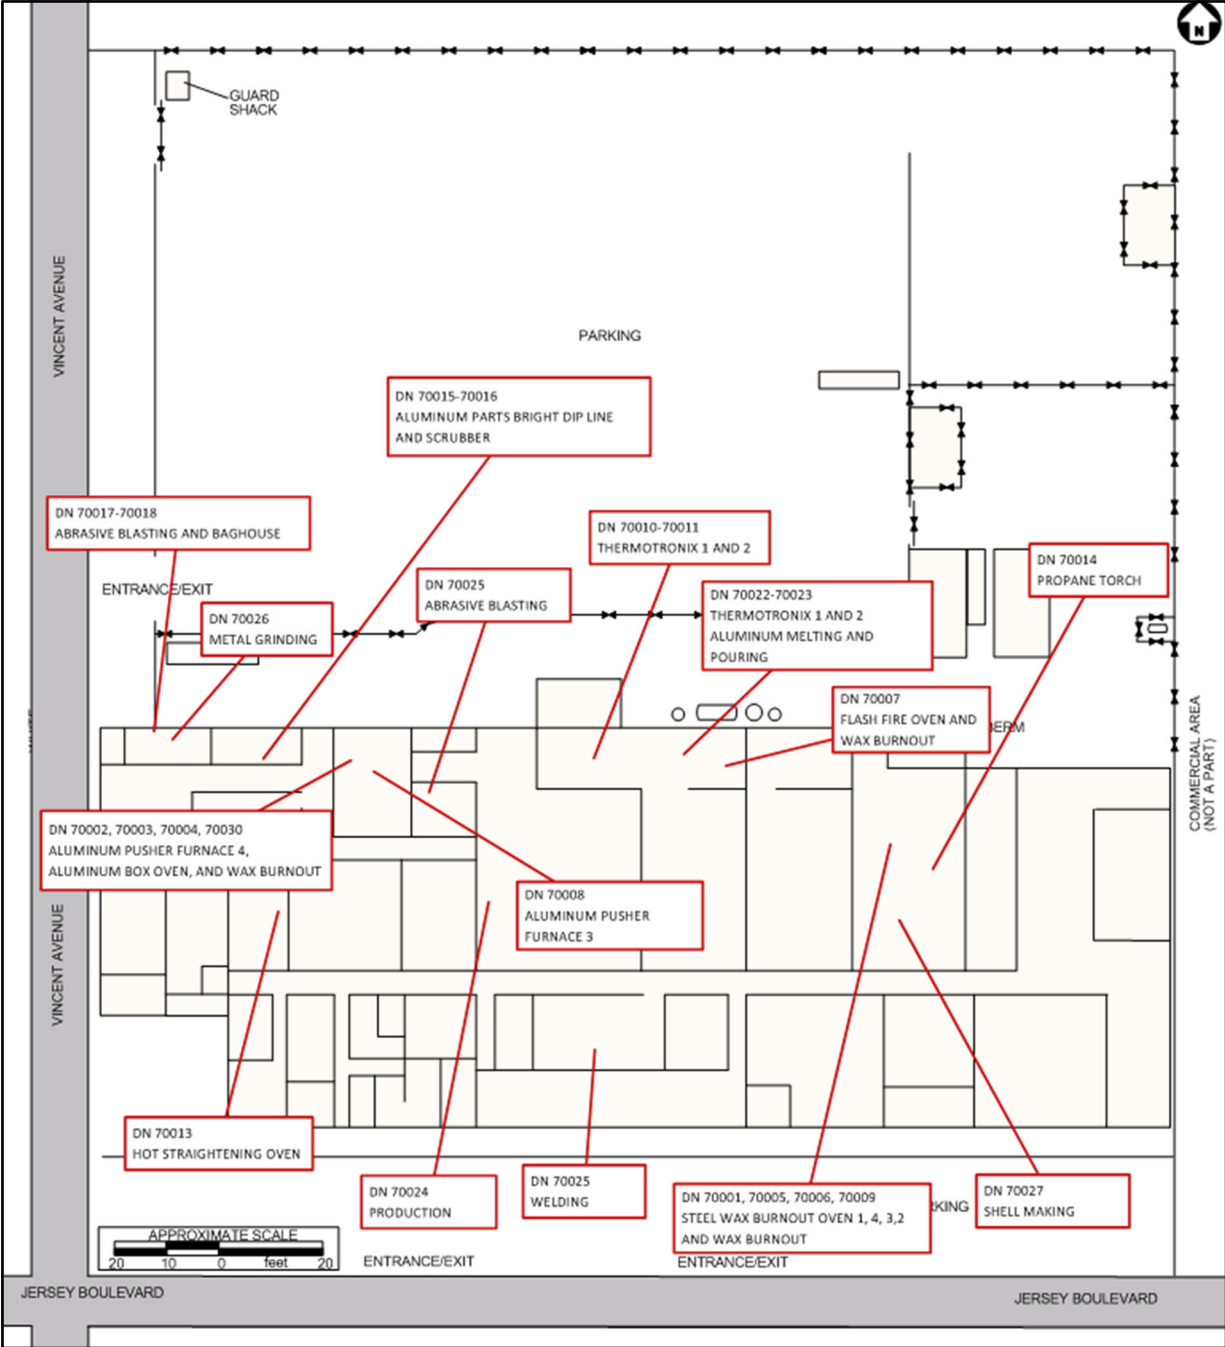 N
GUARD
SHACK
VINCENT AVENUE
PARKING
DN 70015-70016
ALUMINUM PARTS BRIGHT DIP LINE
AND SCRUBBER
DN 70017-70018
ABRASIVE BLASTING AND BAGHOUSE
DN 70010-70011
THERMOTRONIX 1 AND 2
DN 70014
PROPANE TORCH
ENTRANCE/EXIT
DN 70025
ABRASIVE BLASTING
DN 70022-70023
THERMOTRONIX 1 AND 2
ALUMINUM MELTING AND
POURING
DN 70026
METAL GRINDING
DN 70007
FLASH FIRE OVEN AND
WAX BURNOUT
BERM
COMMERCIAL AREA
(NOT A PART)
DN 70002, 70003, 70004, 70030
ALUMINUM PUSHER FURNACE 4,
ALUMINUM BOX OVEN, AND WAX BURNOUT
DN 70008
ALUMINUM PUSHER
FURNACE 3
VINCENT AVENUE
DN 70013
HOT STRAIGHTENING OVEN
DN 70024
PRODUCTION
DN 70025
WELDING
DN 70001, 70005, 70006, 70009
STEEL WAX BURNOUT OVEN 1, 4, 3,2
AND WAX BURNOUT
RKING
DN 70027
SHELL MAKING
APPROXIMATE SCALE
20 10 0 feet 20
ENTRANCE/EXIT
ENTRANCE/EXIT
JERSEY BOULEVARD
JERSEY BOULEVARD